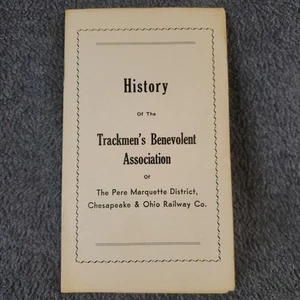 History
Of The
Trackmen's Benevolent
Association
Of
The Pere Marquette District,
Chesapeake & Ohio Railway Co.